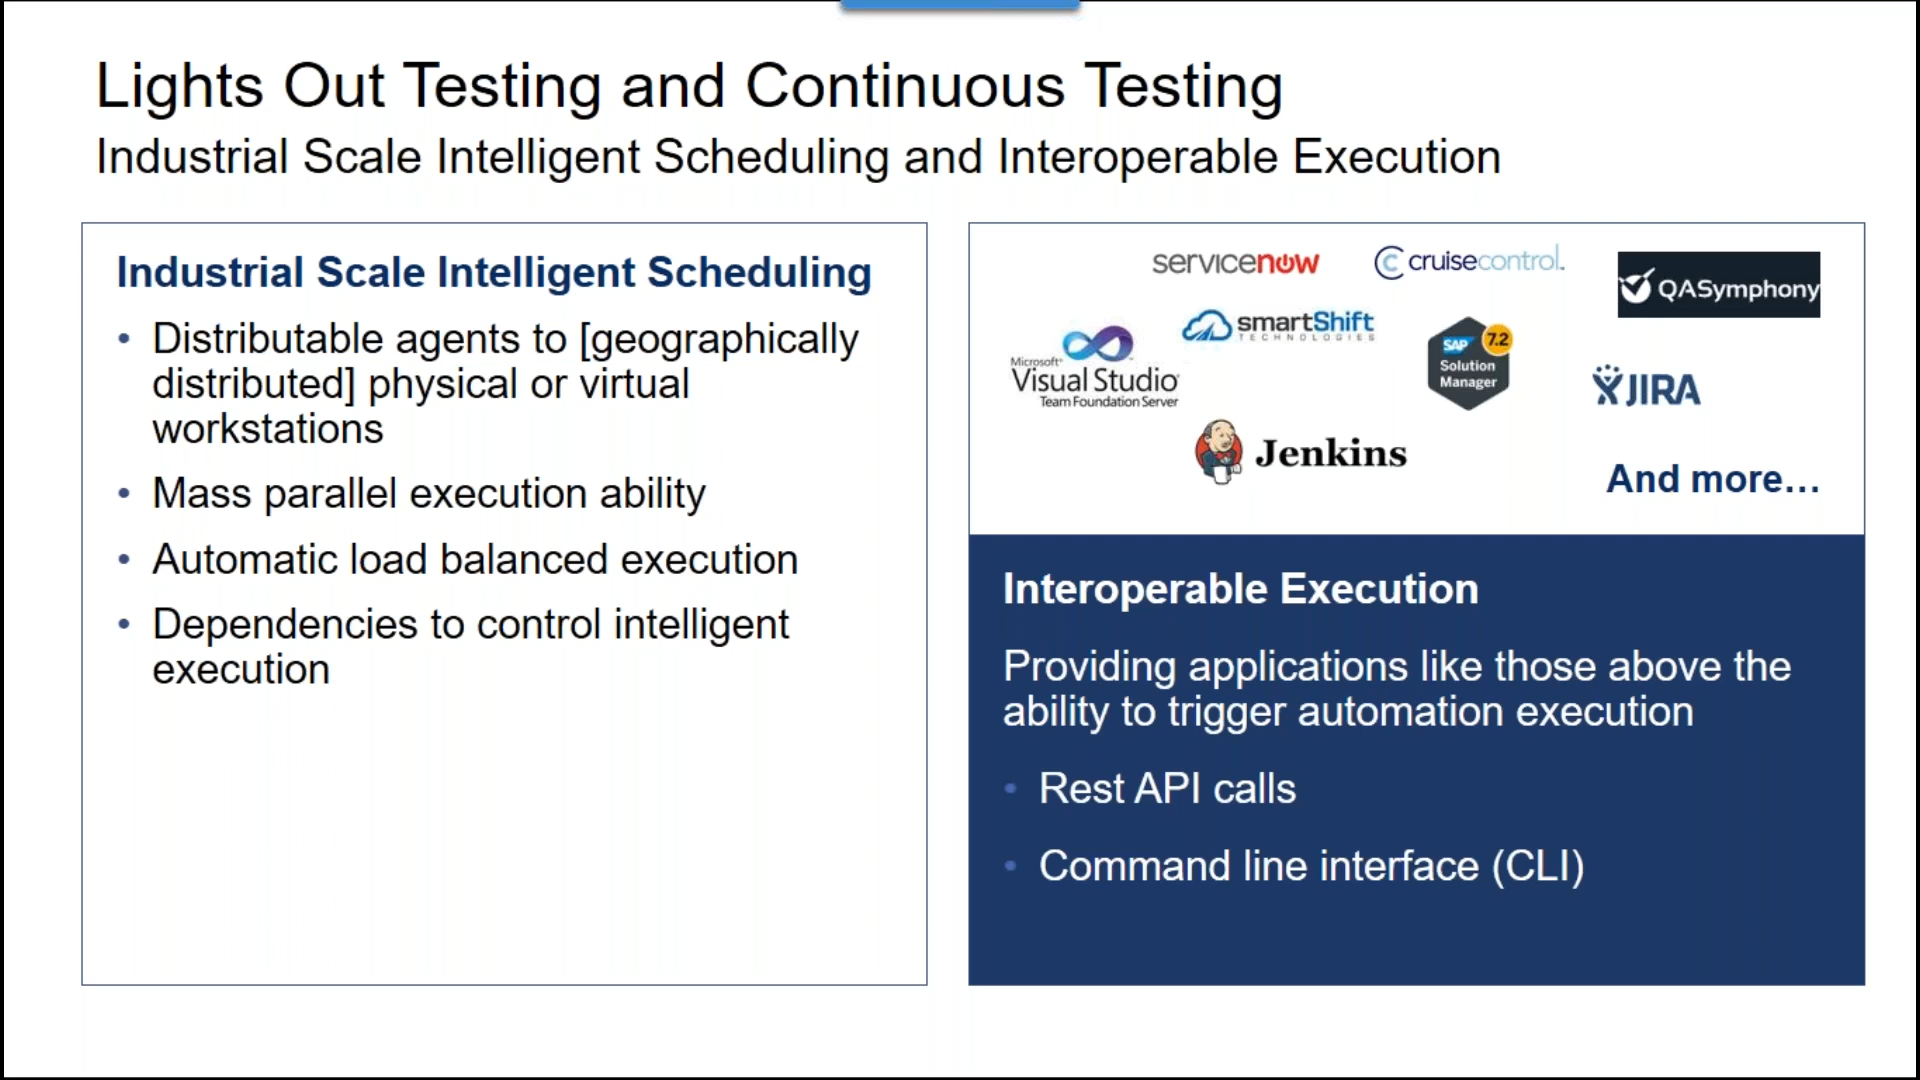 Lights Out Testing and Continuous Testing
Industrial Scale Intelligent Scheduling and Interoperable Execution
Industrial Scale Intelligent Scheduling
• Distributable agents to [geographically
distributed] physical or virtual
workstations
• Mass parallel execution ability
• Automatic load balanced execution
• Dependencies to control intelligent
execution
servicenow
cruisecontrol
QASymphony
smartShift
TECHNOLOGIES
Microsoft
Visual Studio
Team Foundation Server
SAP 7.2
Solution
Manager
JIRA
Jenkins
And more...
Interoperable Execution
Providing applications like those above the
ability to trigger automation execution
• Rest API calls
• Command line interface (CLI)